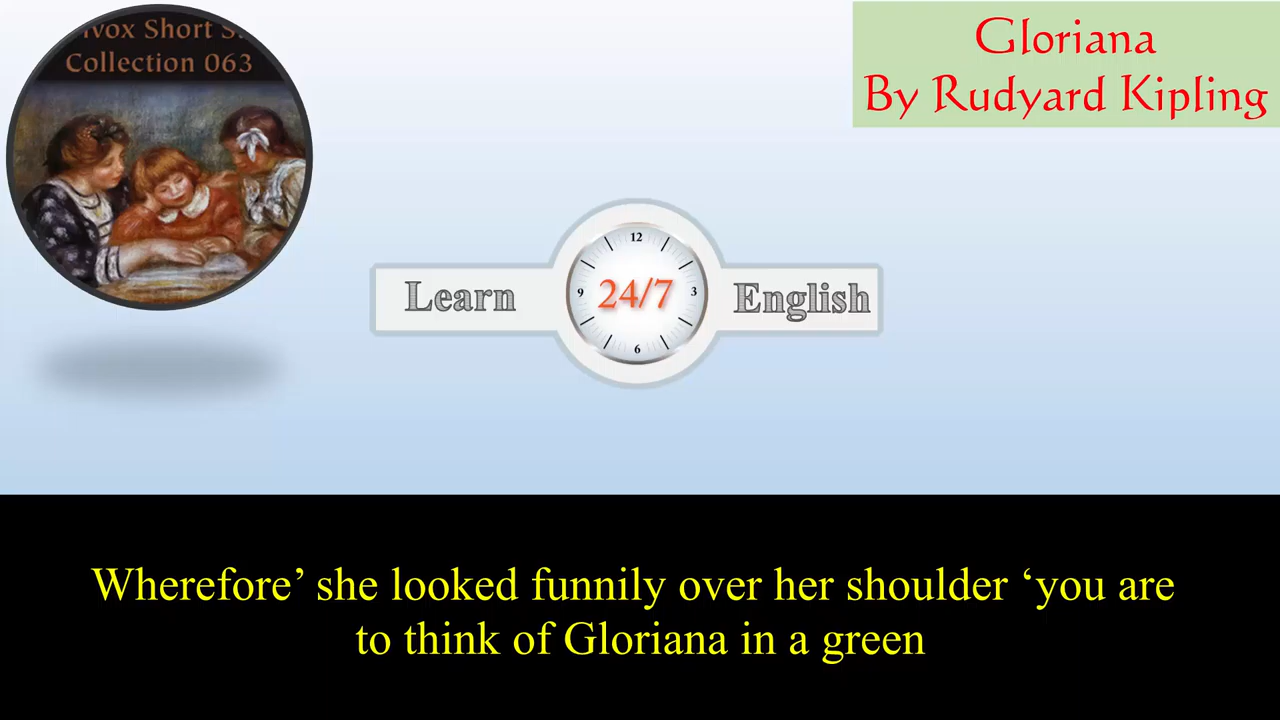 Short
Collection 063
Gloriana
By Rudyard Kipling
Learn 24/7 English
12
9
3
6
Wherefore’ she looked funnily over her shoulder ‘you are
to think of Gloriana in a green